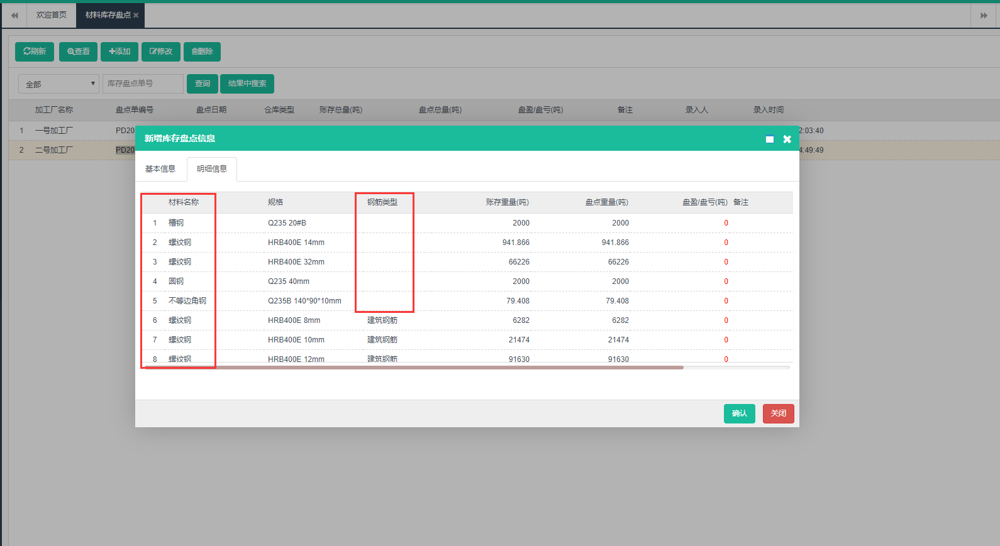 欢迎首页 材料库存盘点
刷新 查看 添加 修改 删除
全部 库存盘点单号 查询 结果中搜索
加工厂名称 盘点单编号 盘点日期 仓库类型 账存总量(吨) 盘点总量(吨) 盘盈/盘亏(吨) 备注 录入人 录入时间
1 一号加工厂 PD20 2:03:40
2 二号加工厂 PD20 4:49:49
新增库存盘点信息
基本信息 明细信息
材料名称 规格 钢筋类型 账存重量(吨) 盘点重量(吨) 盘盈/盘亏(吨) 备注
1 槽钢 Q235 20#B 2000 2000 0
2 螺纹钢 HRB400E 14mm 941.866 941.866 0
3 螺纹钢 HRB400E 32mm 66226 66226 0
4 圆钢 Q235 40mm 2000 2000 0
5 不等边角钢 Q235B 140*90*10mm 79.408 79.408 0
6 螺纹钢 HRB400E 8mm 建筑钢筋 6282 6282 0
7 螺纹钢 HRB400E 10mm 建筑钢筋 21474 21474 0
8 螺纹钢 HRB400E 12mm 建筑钢筋 91630 91630 0
确认 关闭